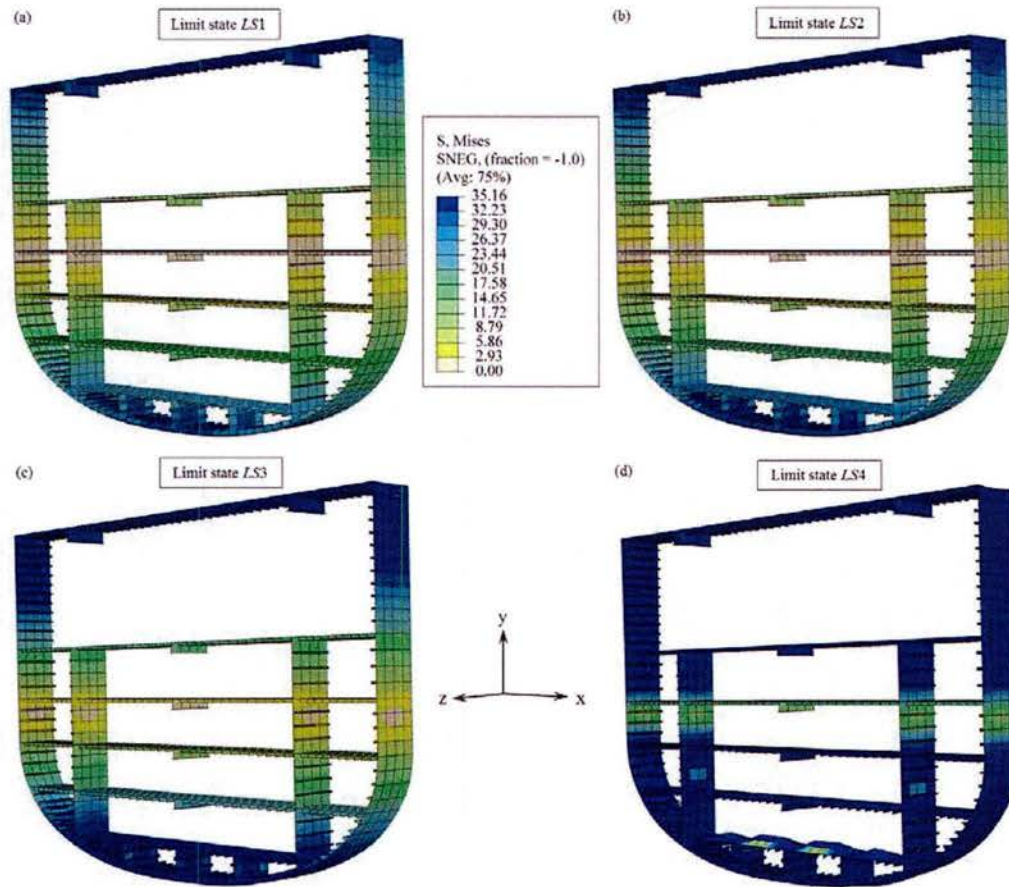 (a)
Limit state LS1
(b)
Limit state LS2
S, Mises
SNEG, (fraction = -1.0)
(Avg: 75%)
35.16
32.23
29.30
26.37
23.44
20.51
17.58
14.65
11.72
8.79
5.86
2.93
0.00
(c)
Limit state LS3
(d)
Limit state LS4
y
z
x